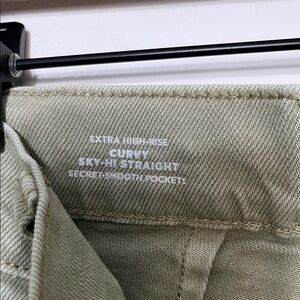 EXTRA HIGH-RISE
CURVY
SKY-HI STRAIGHT
SECRET-SMOOTH POCKETS